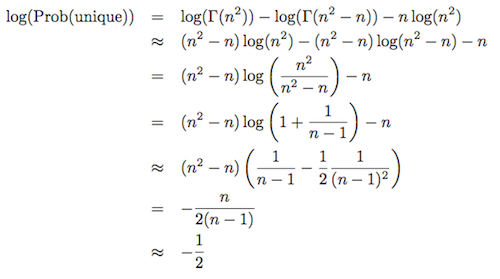 log(Prob(unique)) = log(Γ(n²)) − log(Γ(n² − n)) − n log(n²)
≈ (n² − n) log(n²) − (n² − n) log(n² − n) − n
= (n² − n) log (n² / (n² − n)) − n
= (n² − n) log (1 + 1 / (n − 1)) − n
≈ (n² − n) (1 / (n − 1) − 1/2 1 / (n − 1)²)
= − n / 2(n − 1)
≈ − 1/2